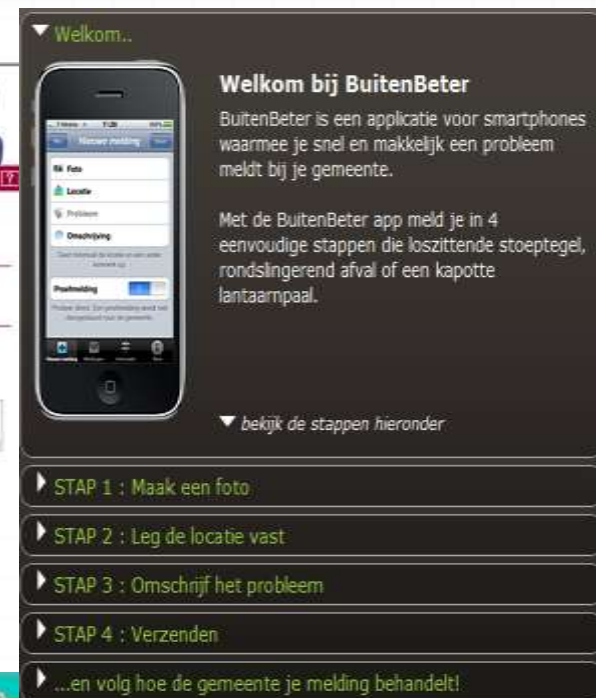 Welkom..
Welkom bij BuitenBeter
BuitenBeter is een applicatie voor smartphones
waarmee je snel en makkelijk een probleem
meldt bij je gemeente.
Met de BuitenBeter app meld je in 4
eenvoudige stappen die loszittende stoeptegel,
rondslingerend afval of een kapotte
lantaarnpaal.
Nieuwe melding
Foto
Locatie
Probleem
Omschrijving
Proefmelding
bekijk de stappen hieronder
STAP 1 : Maak een foto
STAP 2 : Leg de locatie vast
STAP 3 : Omschrijf het probleem
STAP 4 : Verzenden
...en volg hoe de gemeente je melding behandelt!
?